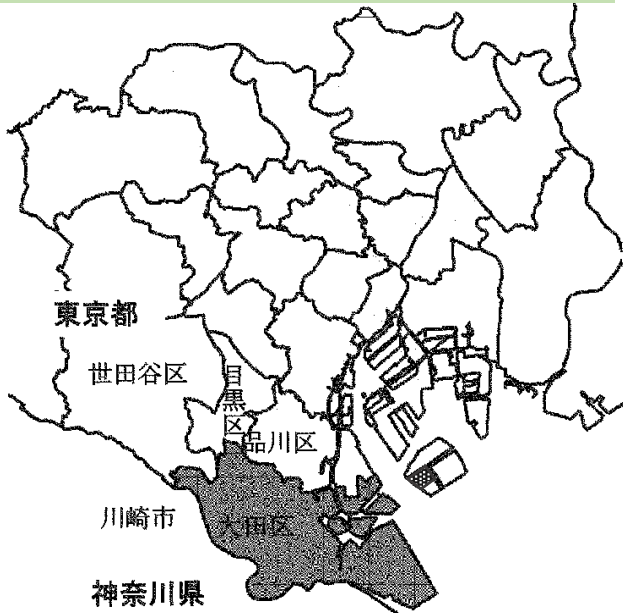 東京都
世田谷区
目黒区
品川区
川崎市
大田区
神奈川県